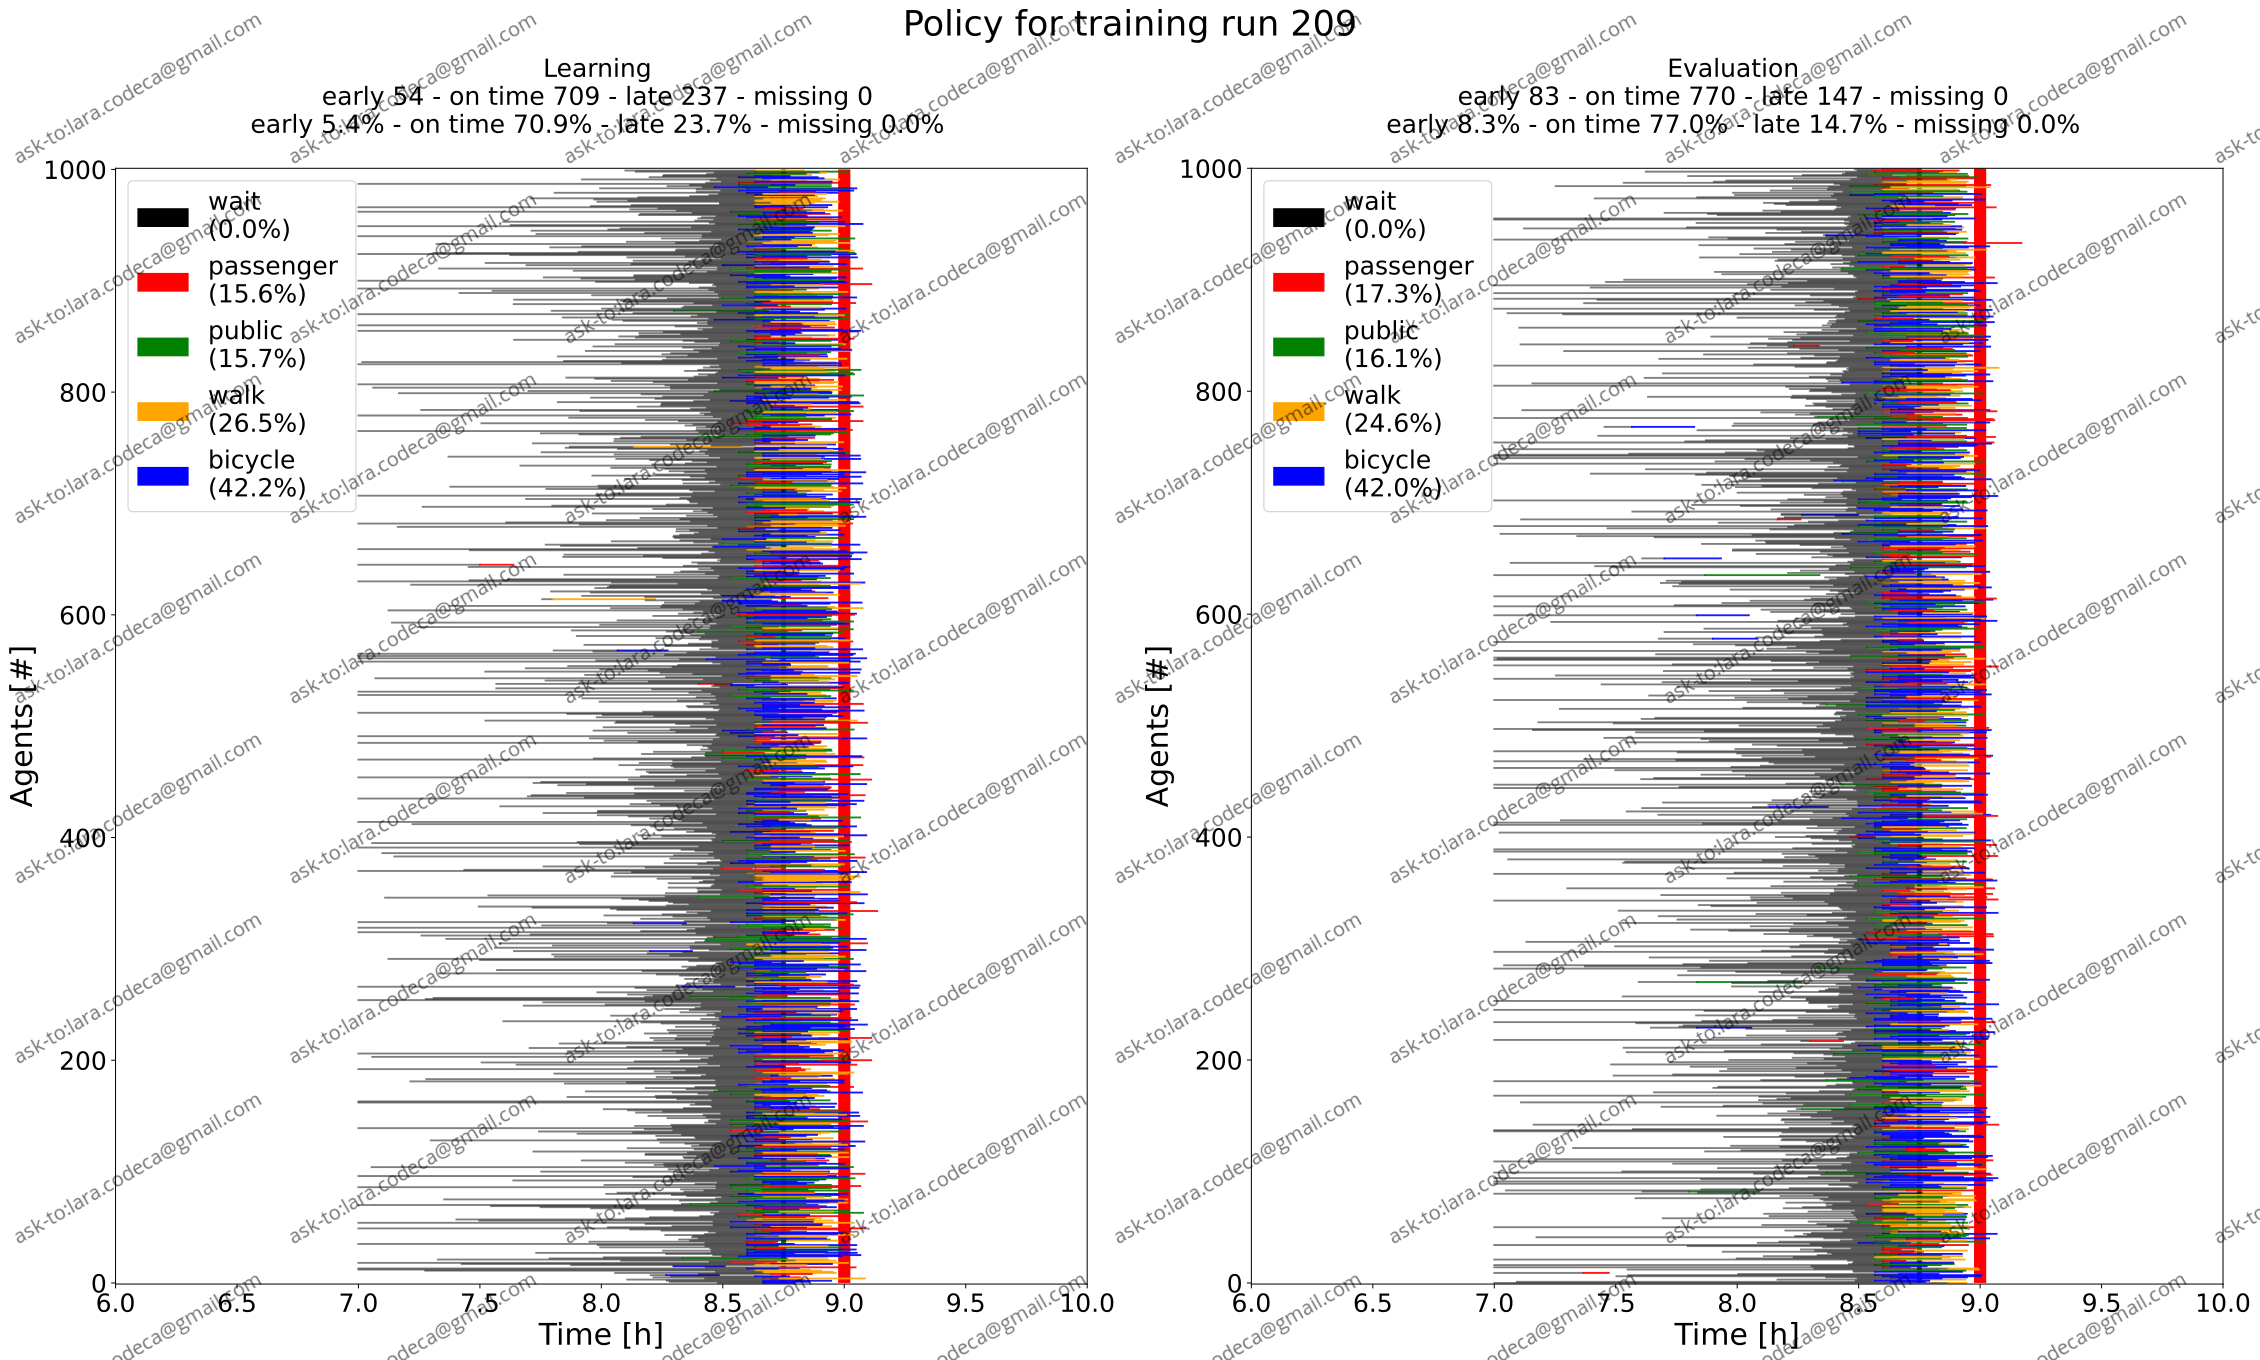 Policy for training run 209
Learning
early 54 - on time 709 - late 237 - missing 0
early 5.4% - on time 70.9% - late 23.7% - missing 0.0%
1000
800
600
400
200
0
Agents [#]
wait
(0.0%)
passenger
(15.6%)
public
(15.7%)
walk
(26.5%)
bicycle
(42.2%)
6.0 6.5 7.0 7.5 8.0 8.5 9.0 9.5 10.0
Time [h]
Evaluation
early 83 - on time 770 - late 147 - missing 0
early 8.3% - on time 77.0% - late 14.7% - missing 0.0%
1000
800
600
400
200
0
Agents [#]
wait
(0.0%)
passenger
(17.3%)
public
(16.1%)
walk
(24.6%)
bicycle
(42.0%)
6.0 6.5 7.0 7.5 8.0 8.5 9.0 9.5 10.0
Time [h]
ask-to:lara.codeca@gmail.com